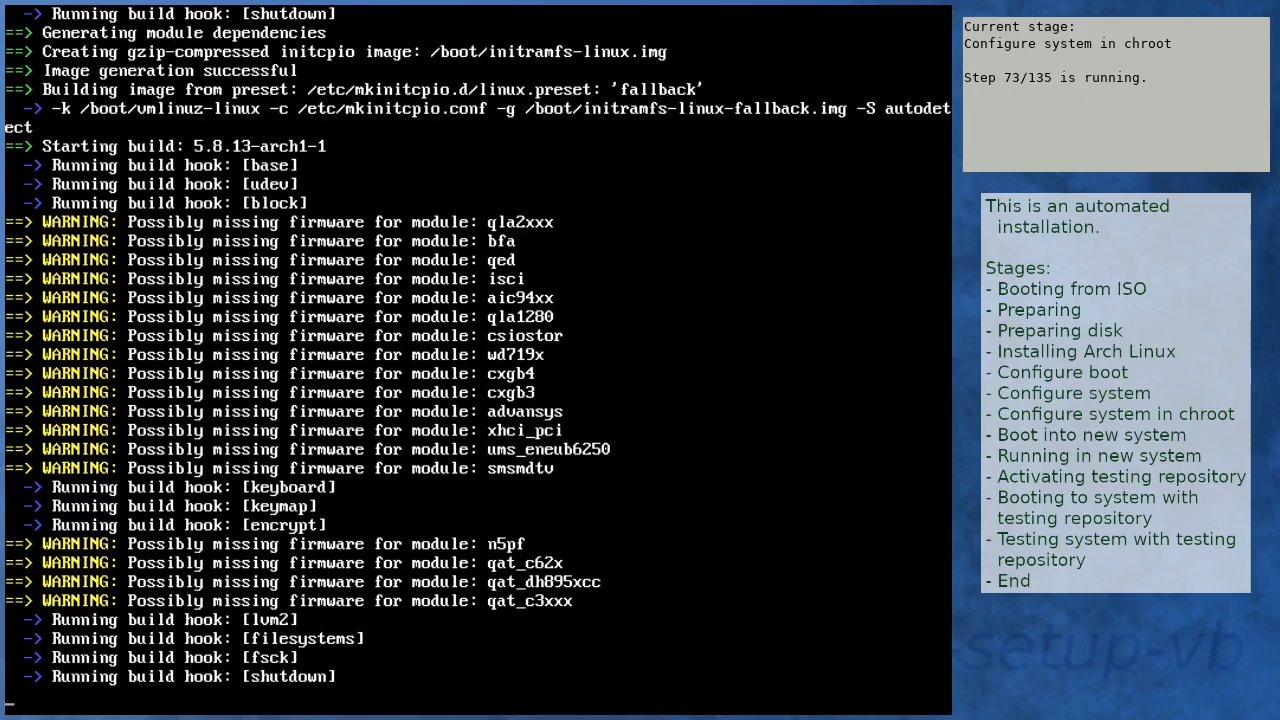 -> Running build hook: [shutdown]
==> Generating module dependencies
==> Creating gzip-compressed initcpio image: /boot/initramfs-linux.img
==> Image generation successful
==> Building image from preset: /etc/mkinitcpio.d/linux.preset: 'fallback'
-> -k /boot/vmlinuz-linux -c /etc/mkinitcpio.conf -g /boot/initramfs-linux-fallback.img -S autodet
ect
==> Starting build: 5.8.13-arch1-1
-> Running build hook: [base]
-> Running build hook: [udev]
-> Running build hook: [block]
==> WARNING: Possibly missing firmware for module: qla2xxx
==> WARNING: Possibly missing firmware for module: bfa
==> WARNING: Possibly missing firmware for module: qed
==> WARNING: Possibly missing firmware for module: isci
==> WARNING: Possibly missing firmware for module: aic94xx
==> WARNING: Possibly missing firmware for module: qla1280
==> WARNING: Possibly missing firmware for module: csiostor
==> WARNING: Possibly missing firmware for module: wd719x
==> WARNING: Possibly missing firmware for module: cxgb4
==> WARNING: Possibly missing firmware for module: cxgb3
==> WARNING: Possibly missing firmware for module: advansys
==> WARNING: Possibly missing firmware for module: xhci_pci
==> WARNING: Possibly missing firmware for module: ums_eneub6250
==> WARNING: Possibly missing firmware for module: smsmdtv
-> Running build hook: [keyboard]
-> Running build hook: [keymap]
-> Running build hook: [encrypt]
==> WARNING: Possibly missing firmware for module: n5pf
==> WARNING: Possibly missing firmware for module: qat_c62x
==> WARNING: Possibly missing firmware for module: qat_dh895xcc
==> WARNING: Possibly missing firmware for module: qat_c3xxx
-> Running build hook: [lvm2]
-> Running build hook: [filesystems]
-> Running build hook: [fsck]
-> Running build hook: [shutdown]
_
Current stage:
Configure system in chroot
Step 73/135 is running.
This is an automated
installation.
Stages:
- Booting from ISO
- Preparing
- Preparing disk
- Installing Arch Linux
- Configure boot
- Configure system
- Configure system in chroot
- Boot into new system
- Running in new system
- Activating testing repository
- Booting to system with
testing repository
- Testing system with testing
repository
- End
setup-vb